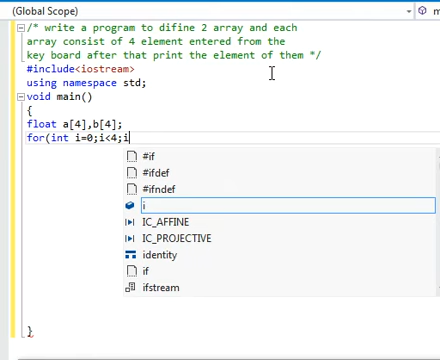 (Global Scope)
/* write a program to difine 2 array and each
array consist of 4 element entered from the
key board after that print the element of them */
#include<iostream>
using namespace std;
void main()
{
float a[4],b[4];
for(int i=0;i<4;i
#if
#ifdef
#ifndef
i
IC_AFFINE
IC_PROJECTIVE
identity
if
ifstream
}